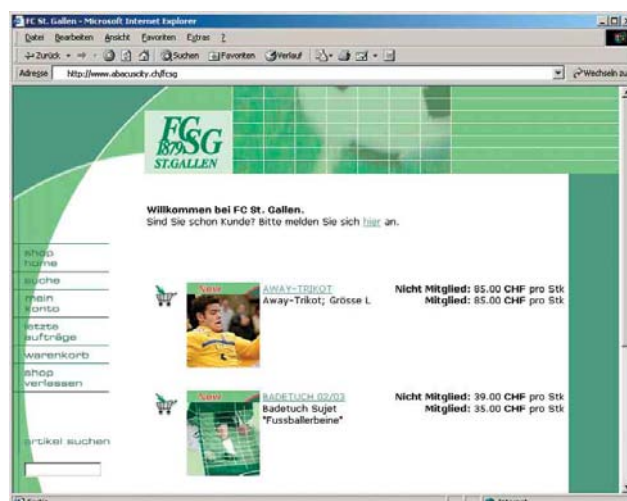 FC St. Gallen - Microsoft Internet Explorer
Datei Bearbeiten Ansicht Favoriten Extras ?
Zurück Suchen Favoriten Verlauf
Adresse http://www.abacuscity.ch/fcsg Wechseln zu
FC
SG
1879
ST.GALLEN
Willkommen bei FC St. Gallen.
Sind Sie schon Kunde? Bitte melden Sie sich hier an.
shop
home
suche
mein
konto
letzte
aufträge
warenkorb
shop
verlassen
artikel suchen
New
AWAY-TRIKOT
Away-Trikot; Grösse L
Nicht Mitglied: 85.00 CHF pro Stk
Mitglied: 85.00 CHF pro Stk
New
BADETUCH 02/03
Badetuch Sujet
"Fussballerbeine"
Nicht Mitglied: 39.00 CHF pro Stk
Mitglied: 35.00 CHF pro Stk